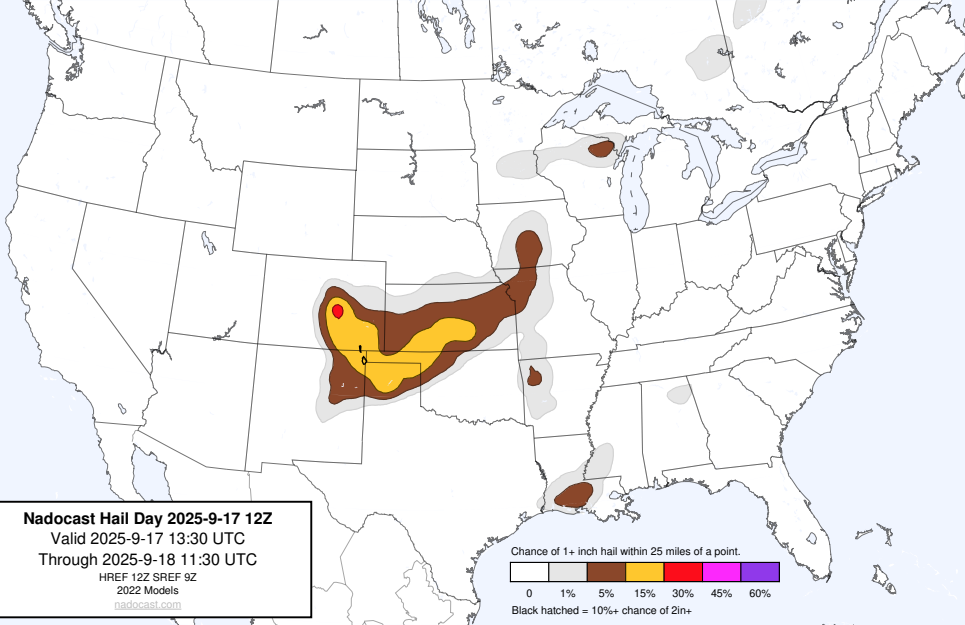 Nadocast Hail Day 2025-9-17 12Z
Valid 2025-9-17 13:30 UTC
Through 2025-9-18 11:30 UTC
HREF 12Z SREF 9Z
2022 Models
nadocast.com
Chance of 1+ inch hail within 25 miles of a point.
0 1% 5% 15% 30% 45% 60%
Black hatched = 10%+ chance of 2in+